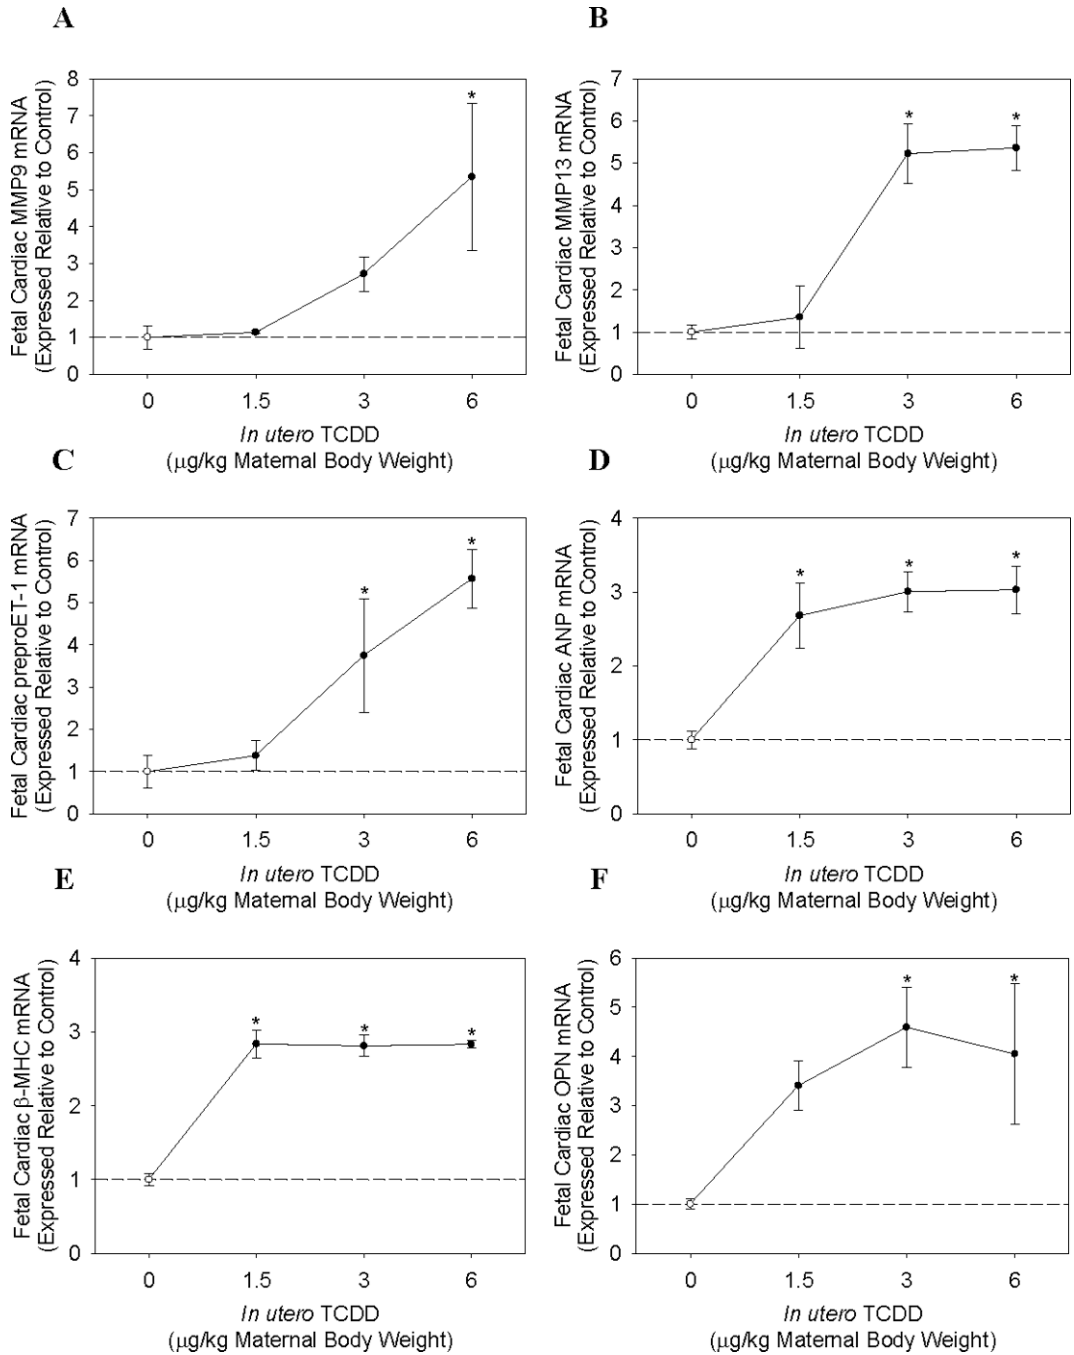 A
Fetal Cardiac MMP9 mRNA
(Expressed Relative to Control)
8
7
6
5
4
3
2
1
0
*
0 1.5 3 6
In utero TCDD
(μg/kg Maternal Body Weight)
B
Fetal Cardiac MMP13 mRNA
(Expressed Relative to Control)
7
6
5
4
3
2
1
0
* *
0 1.5 3 6
In utero TCDD
(μg/kg Maternal Body Weight)
C
Fetal Cardiac preproET-1 mRNA
(Expressed Relative to Control)
7
6
5
4
3
2
1
0
* *
0 1.5 3 6
In utero TCDD
(μg/kg Maternal Body Weight)
D
Fetal Cardiac ANP mRNA
(Expressed Relative to Control)
4
3
2
1
0
* * *
0 1.5 3 6
In utero TCDD
(μg/kg Maternal Body Weight)
E
Fetal Cardiac β-MHC mRNA
(Expressed Relative to Control)
4
3
2
1
0
* * *
0 1.5 3 6
In utero TCDD
(μg/kg Maternal Body Weight)
F
Fetal Cardiac OPN mRNA
(Expressed Relative to Control)
6
5
4
3
2
1
0
* *
0 1.5 3 6
In utero TCDD
(μg/kg Maternal Body Weight)